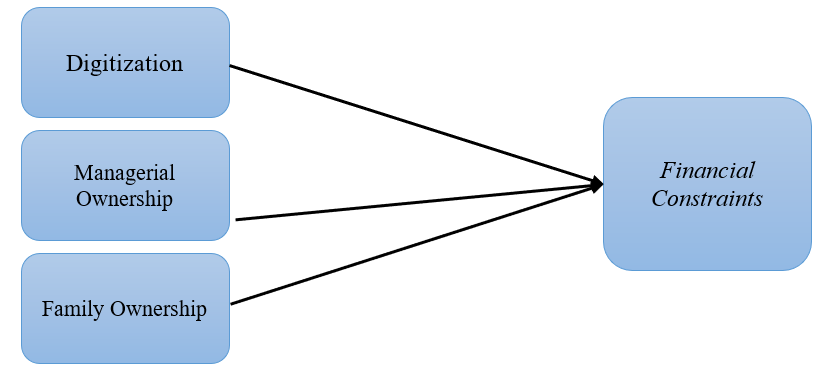 Digitization
Managerial
Ownership
Family Ownership
Financial
Constraints